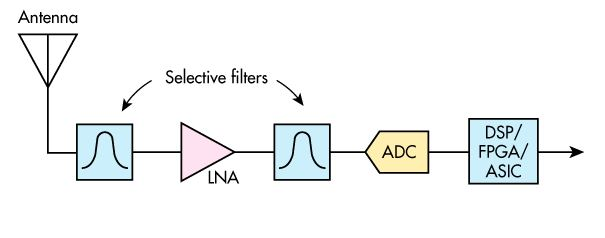 Antenna
Selective filters
LNA
ADC
DSP/
FPGA/
ASIC